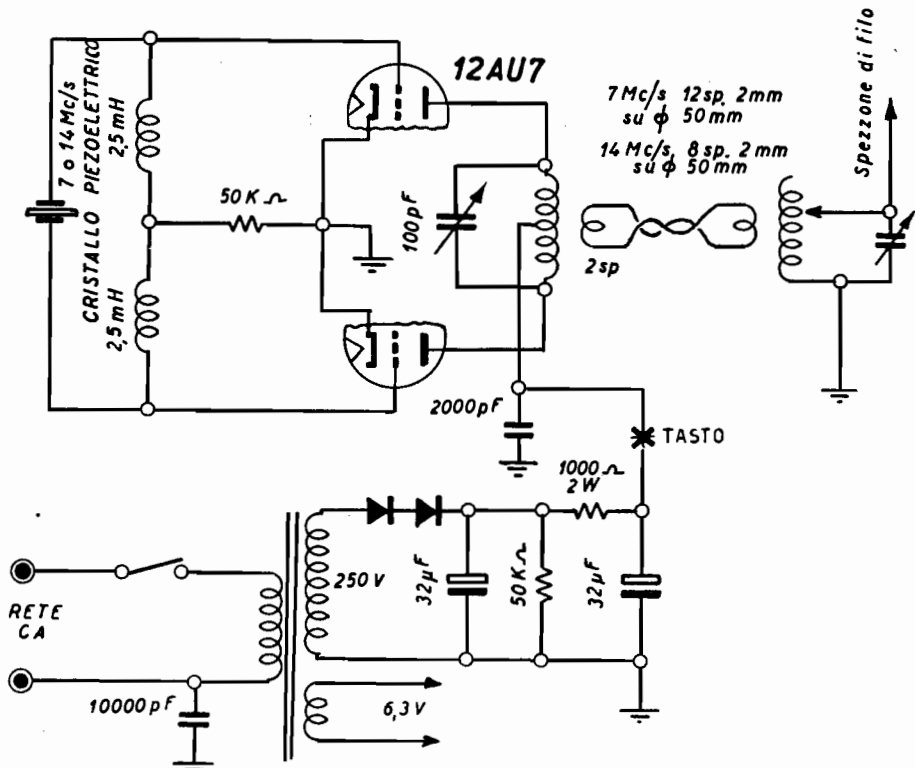 12AU7
7 o 14 Mc/s
CRISTALLO PIEZOELETTRICO
2,5 mH
2,5 mH
50 K Ω
100 pF
7 Mc/s 12 sp. 2 mm
su ϕ 50 mm
14 Mc/s, 8 sp. 2 mm
su ϕ 50 mm
2 sp
Spezzone di filo
2000 pF
TASTO
1000 Ω
2 W
250 V
32 µF
50 K Ω
32 µF
RETE
CA
10000 pF
6,3 V